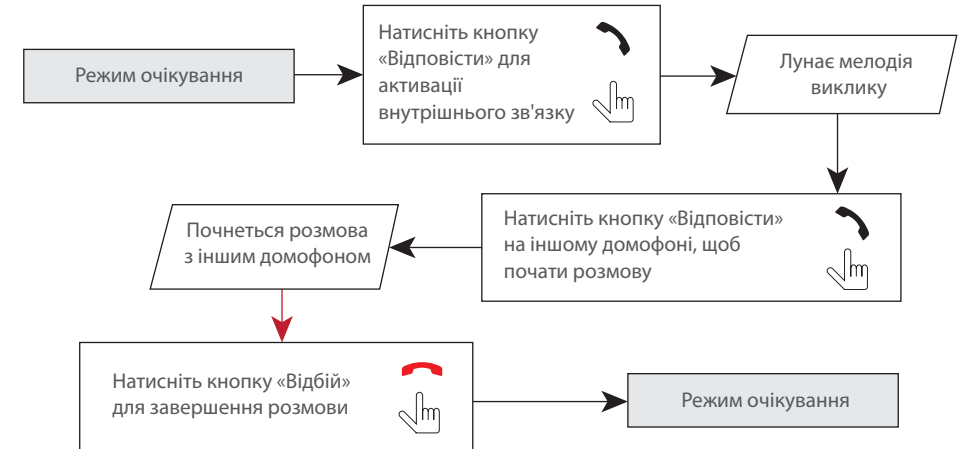 Режим очікування
Натисніть кнопку
«Відповісти» для
активації
внутрішнього зв'язку
Лунає мелодія
виклику
Натисніть кнопку «Відповісти»
на іншому домофоні, щоб
почати розмову
Почнеться розмова
з іншим домофоном
Натисніть кнопку «Відбій»
для завершення розмови
Режим очікування